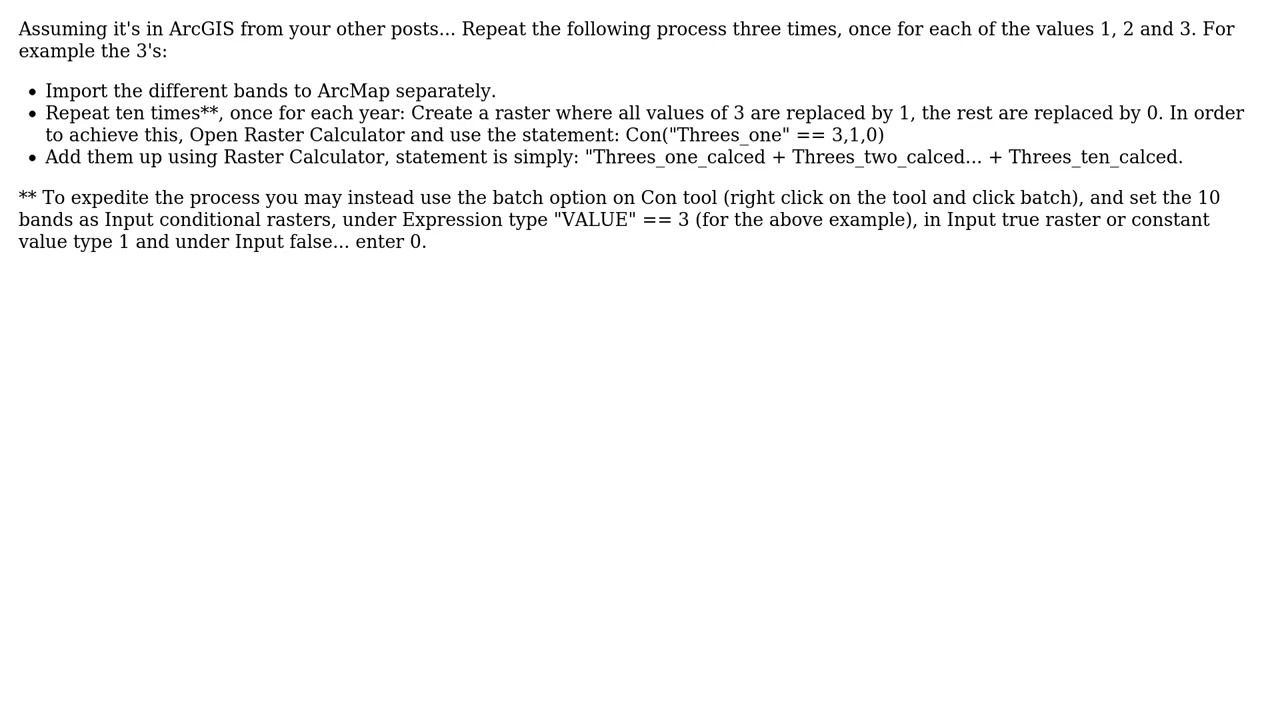 Assuming it's in ArcGIS from your other posts... Repeat the following process three times, once for each of the values 1, 2 and 3. For
example the 3's:
• Import the different bands to ArcMap separately.
• Repeat ten times**, once for each year: Create a raster where all values of 3 are replaced by 1, the rest are replaced by 0. In order
to achieve this, Open Raster Calculator and use the statement: Con("Threes_one" == 3,1,0)
• Add them up using Raster Calculator, statement is simply: "Threes_one_calced + Threes_two_calced... + Threes_ten_calced.
** To expedite the process you may instead use the batch option on Con tool (right click on the tool and click batch), and set the 10
bands as Input conditional rasters, under Expression type "VALUE" == 3 (for the above example), in Input true raster or constant
value type 1 and under Input false... enter 0.